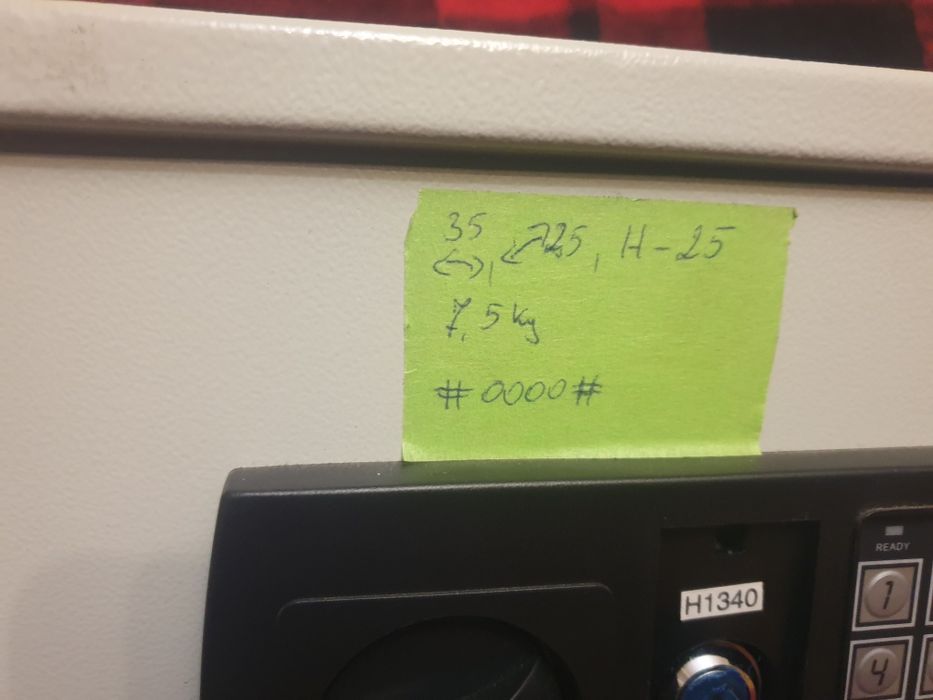 35, 25, H-25
7,5 kg
#0000#
READY
H1340
1
4